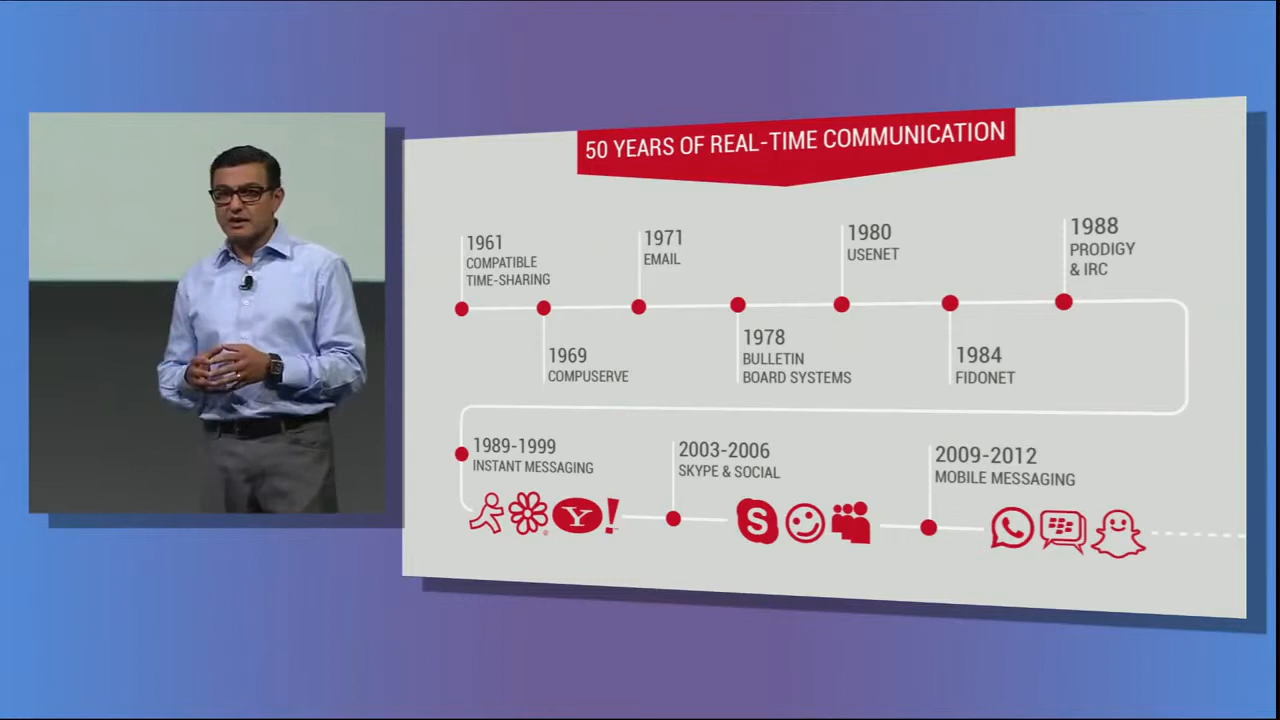 50 YEARS OF REAL-TIME COMMUNICATION
1961
COMPATIBLE
TIME-SHARING
1969
COMPUSERVE
1971
EMAIL
1978
BULLETIN
BOARD SYSTEMS
1980
USENET
1984
FIDONET
1988
PRODIGY
& IRC
1989-1999
INSTANT MESSAGING
Y!
2003-2006
SKYPE & SOCIAL
S
2009-2012
MOBILE MESSAGING